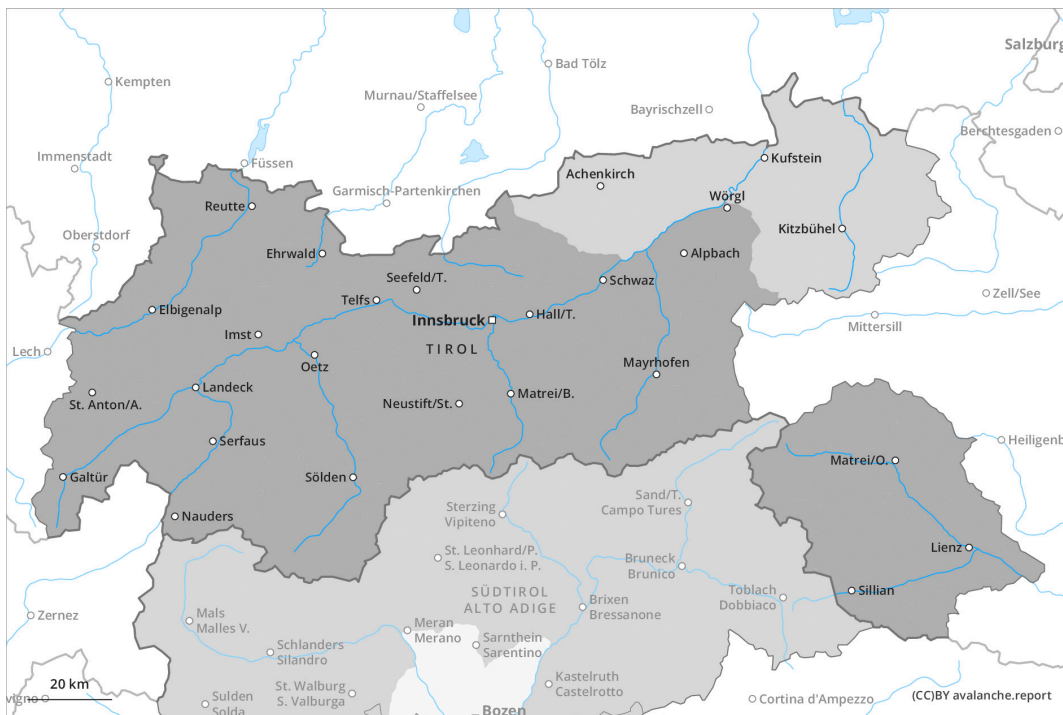 Salzburg
Kempten
Bad Tölz
Murnau/Staffelsee
Bayrischzell
Berchtesgaden
Immenstadt
Füssen
Kufstein
Achenkirch
Garmisch-Partenkirchen
Reutte
Wörgl
Kitzbühel
Oberstdorf
Ehrwald
Alpbach
Seefeld/T.
Schwaz
Zell/See
Telfs
Elbigenalp
Innsbruck
Hall/T.
Mittersill
Imst
TIROL
Lech
Oetz
Mayrhofen
Landeck
St. Anton/A.
Neustift/St.
Matrei/B.
Serfaus
Heiligenb
Matrei/O.
Galtür
Sölden
Sand/T.
Campo Tures
Nauders
Sterzing
Vipiteno
Lienz
St. Leonhard/P.
S. Leonardo i. P.
Bruneck
Brunico
SÜDTIROL
ALTO ADIGE
Sillian
Toblach
Dobbiaco
Brixen
Bressanone
Zernez
Mals
Malles V.
Meran
Merano
Sarnthein
Sarentino
Schlanders
Silandro
20 km
Kastelruth
Castelrotto
St. Walburg
S. Valburga
vigno
Sulden
Solda
Cortina d'Ampezzo
(CC)BY avalanche.report
Bozen